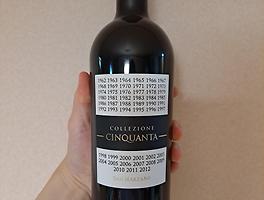 1962 1963 1964 1965 1966 1967
1968 1969 1970 1971 1972 1973
1974 1975 1976 1977 1978 1979
1980 1981 1982 1983 1984 1985
1986 1987 1988 1989 1990 1991
1992 1993 1994 1995 1996 1997
COLLEZIONE
CINQUANTA
1998 1999 2000 2001 2002 2003
2004 2005 2006 2007 2008 2009
2010 2011 2012
SAN MARZANO